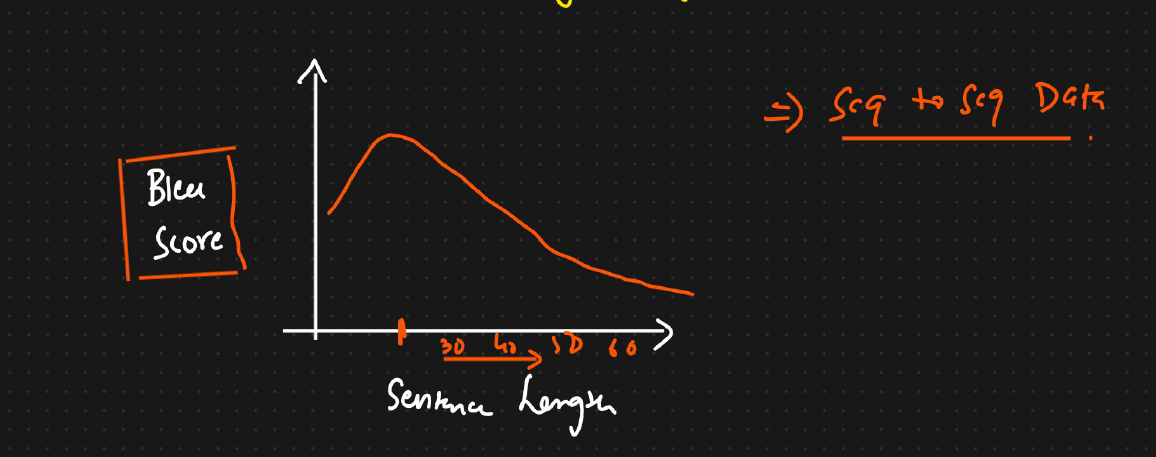 => Seq to Seq Data
Bleu
Score
30 40 50 60
Sentence Length